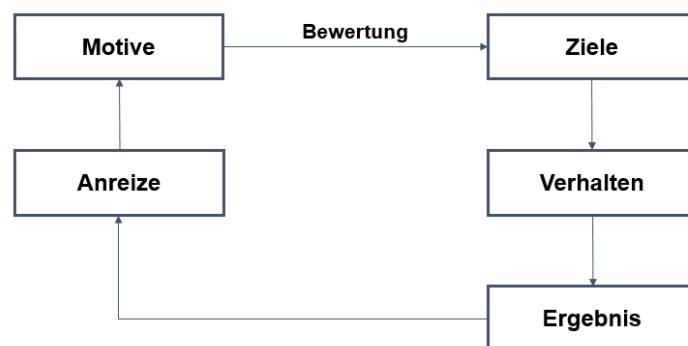 Motive
Bewertung
Ziele
Anreize
Verhalten
Ergebnis